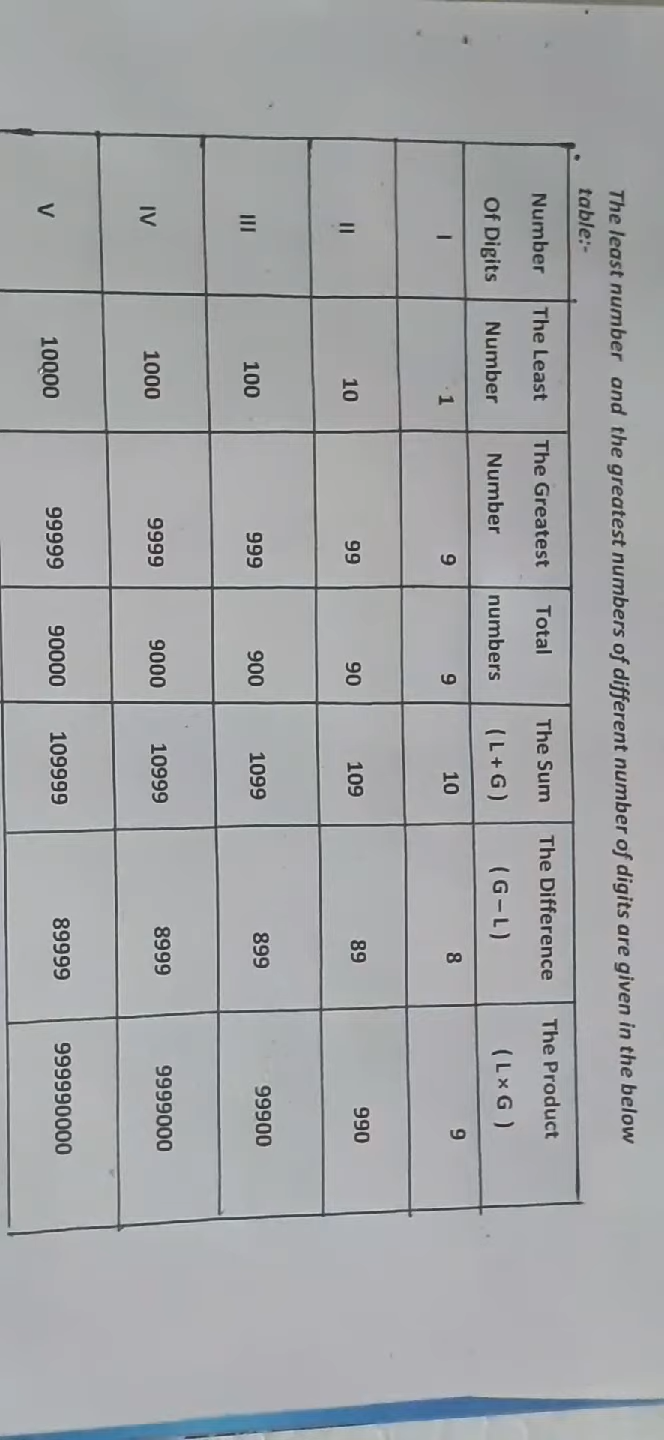 The least number and the greatest numbers of different number of digits are given in the below
table:-
Number The Least The Greatest Total The Sum The Difference The Product
Of Digits Number Number numbers ( L + G ) ( G – L ) ( L × G )
I 1 9 9 10 8 9
II 10 99 90 109 89 990
III 100 999 900 1099 899 99900
IV 1000 9999 9000 10999 8999 9999000
V 10000 99999 90000 109999 89999 999990000